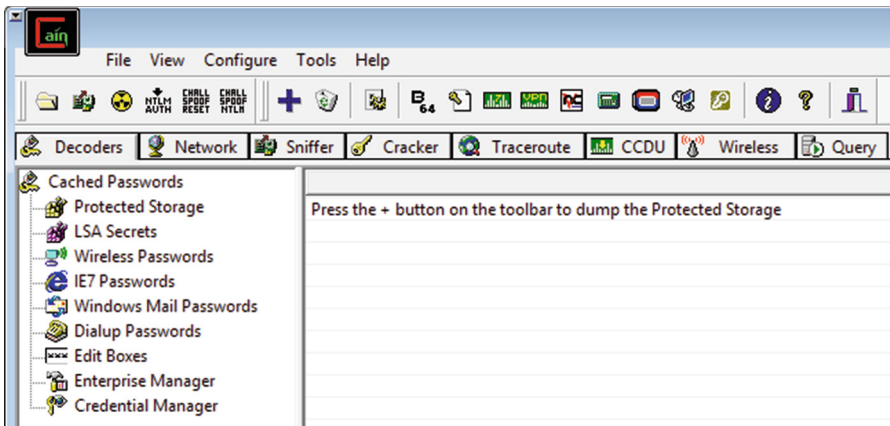 Cain
File View Configure Tools Help
NTLM AUTH CHALL SPOOF RESET CHALL SPOOF NTLM B64 VPN
Decoders Network Sniffer Cracker Traceroute CCDU Wireless Query
Cached Passwords
Protected Storage
LSA Secrets
Wireless Passwords
IE7 Passwords
Windows Mail Passwords
Dialup Passwords
Edit Boxes
Enterprise Manager
Credential Manager
Press the + button on the toolbar to dump the Protected Storage